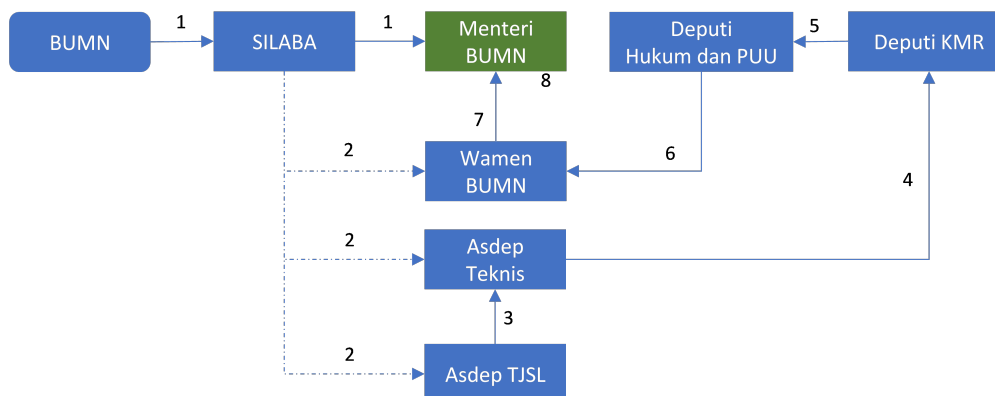 BUMN
1
SILABA
1
Menteri
BUMN
8
Deputi
Hukum dan PUU
5
Deputi KMR
7
2
Wamen
BUMN
6
4
2
Asdep
Teknis
3
2
Asdep TJSL